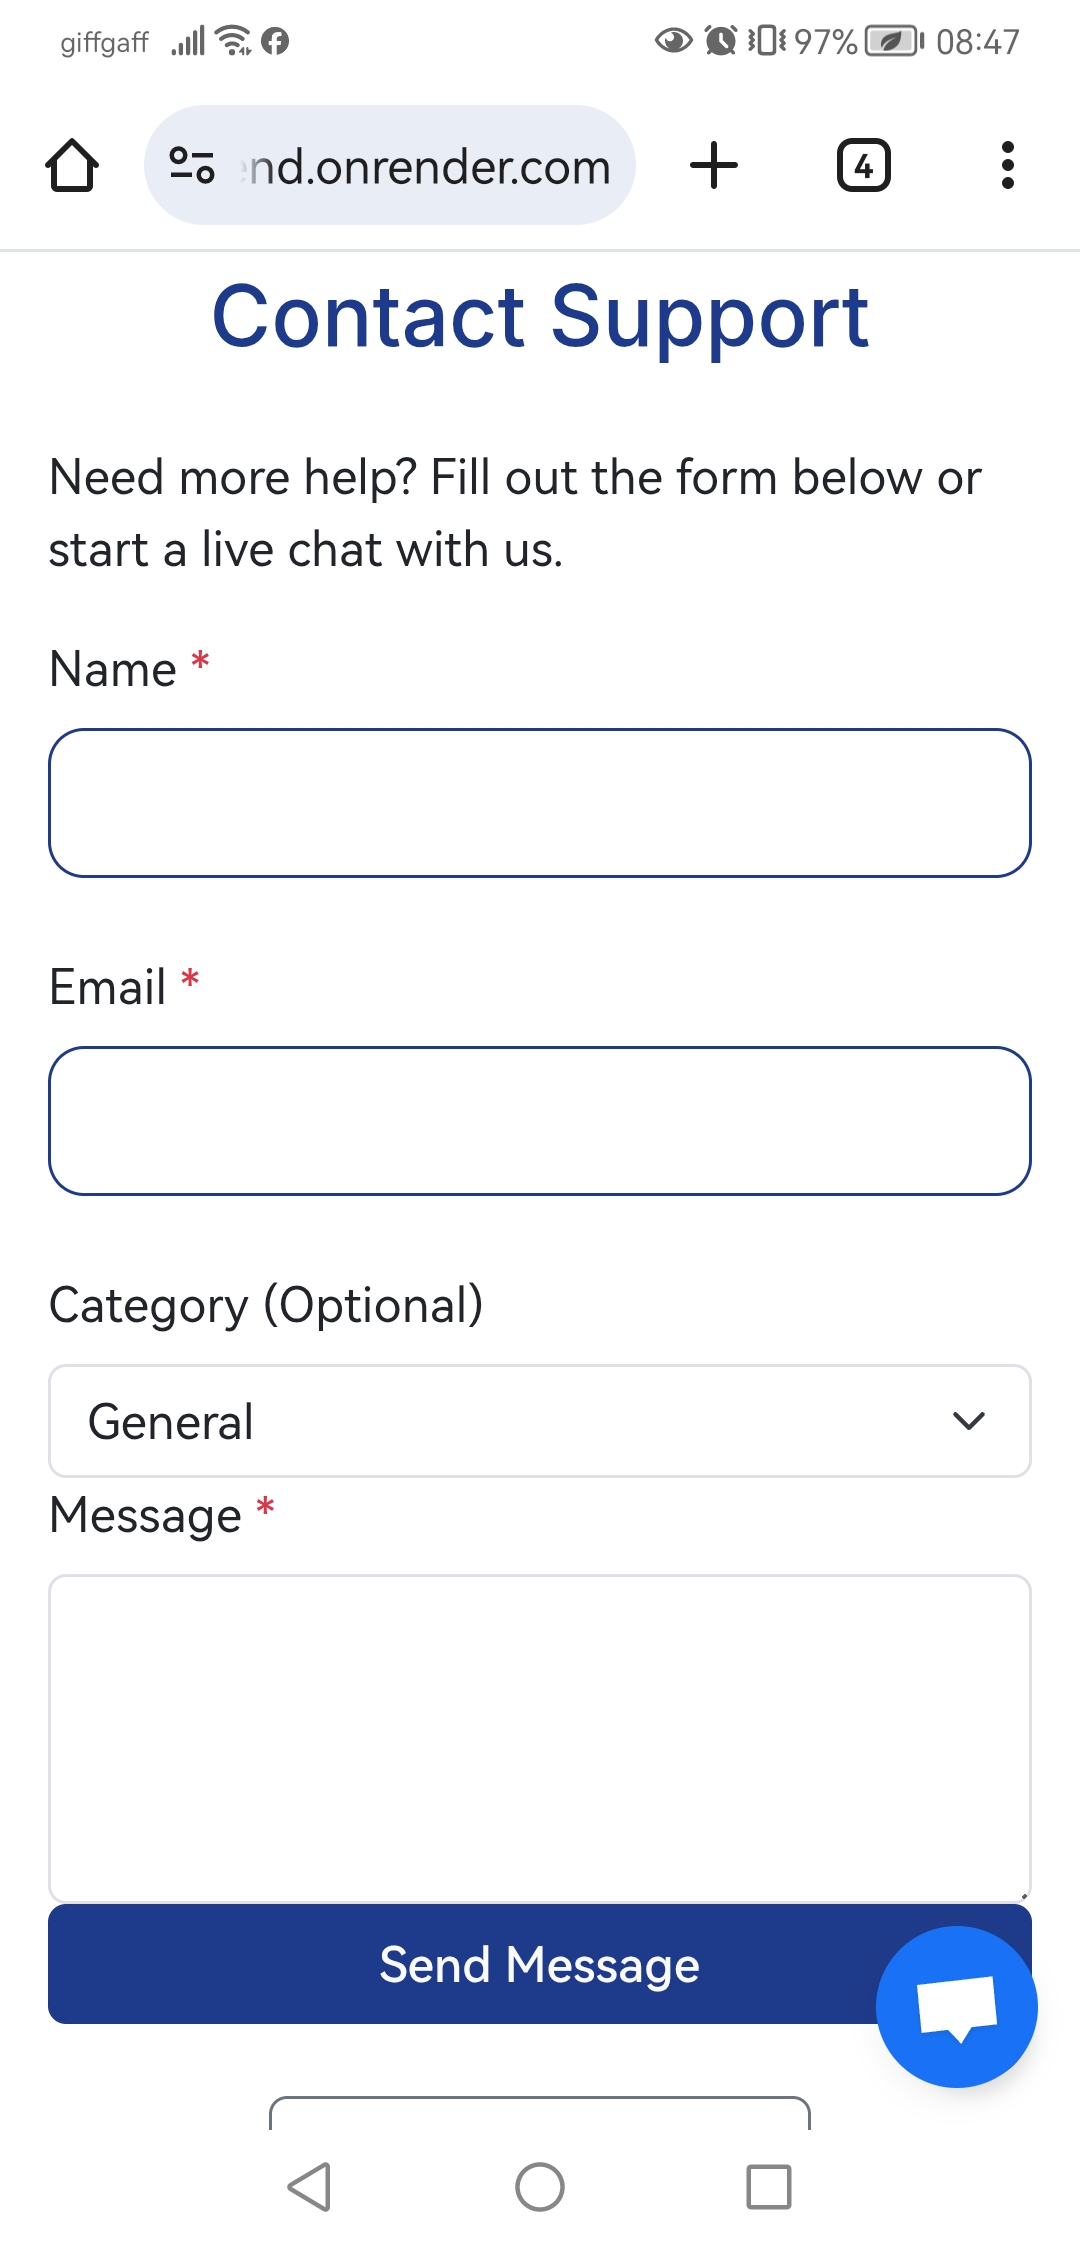 giffgaff 97% 08:47
nd.onrender.com 4
Contact Support
Need more help? Fill out the form below or
start a live chat with us.
Name *
Email *
Category (Optional)
General
Message *
Send Message